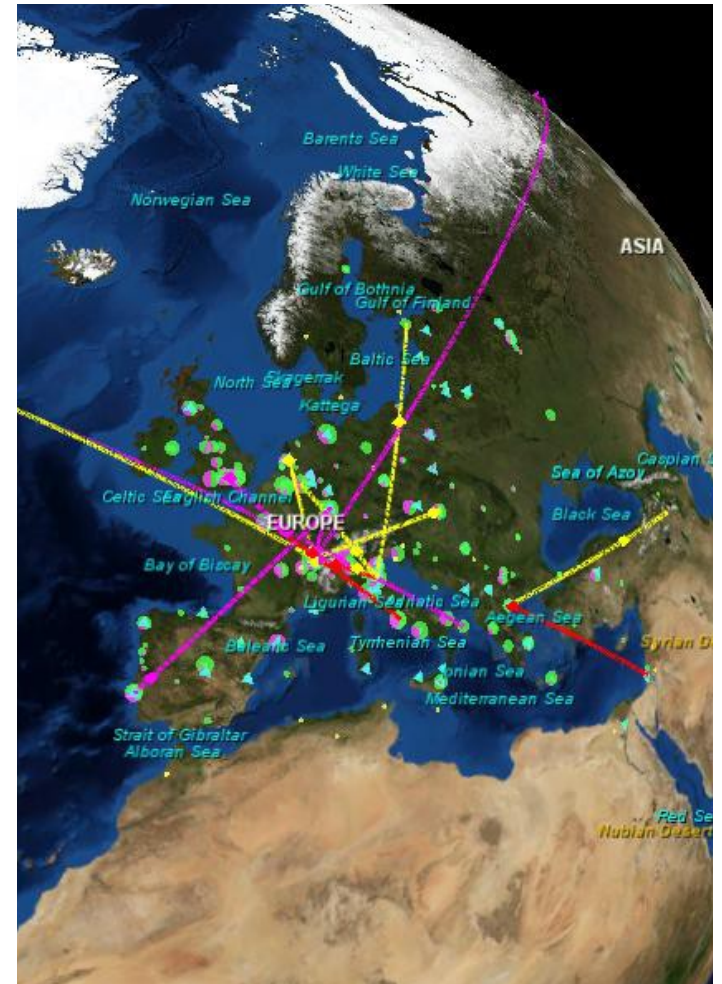 Barents Sea
White Sea
Norwegian Sea
ASIA
Gulf of Bothnia
Gulf of Finland
Baltic Sea
North Sea
Skagerrak
Kattega
Caspian S
Sea of Azov
Celtic Sea
English Channel
Black Sea
EUROPE
Bay of Biscay
Ligurian Sea
Adriatic Sea
Aegean Sea
Balearic Sea
Tyrrhenian Sea
Syrian D
Ionian Sea
Mediterranean Sea
Strait of Gibraltar
Alboran Sea
Red Se
Nubian Desert